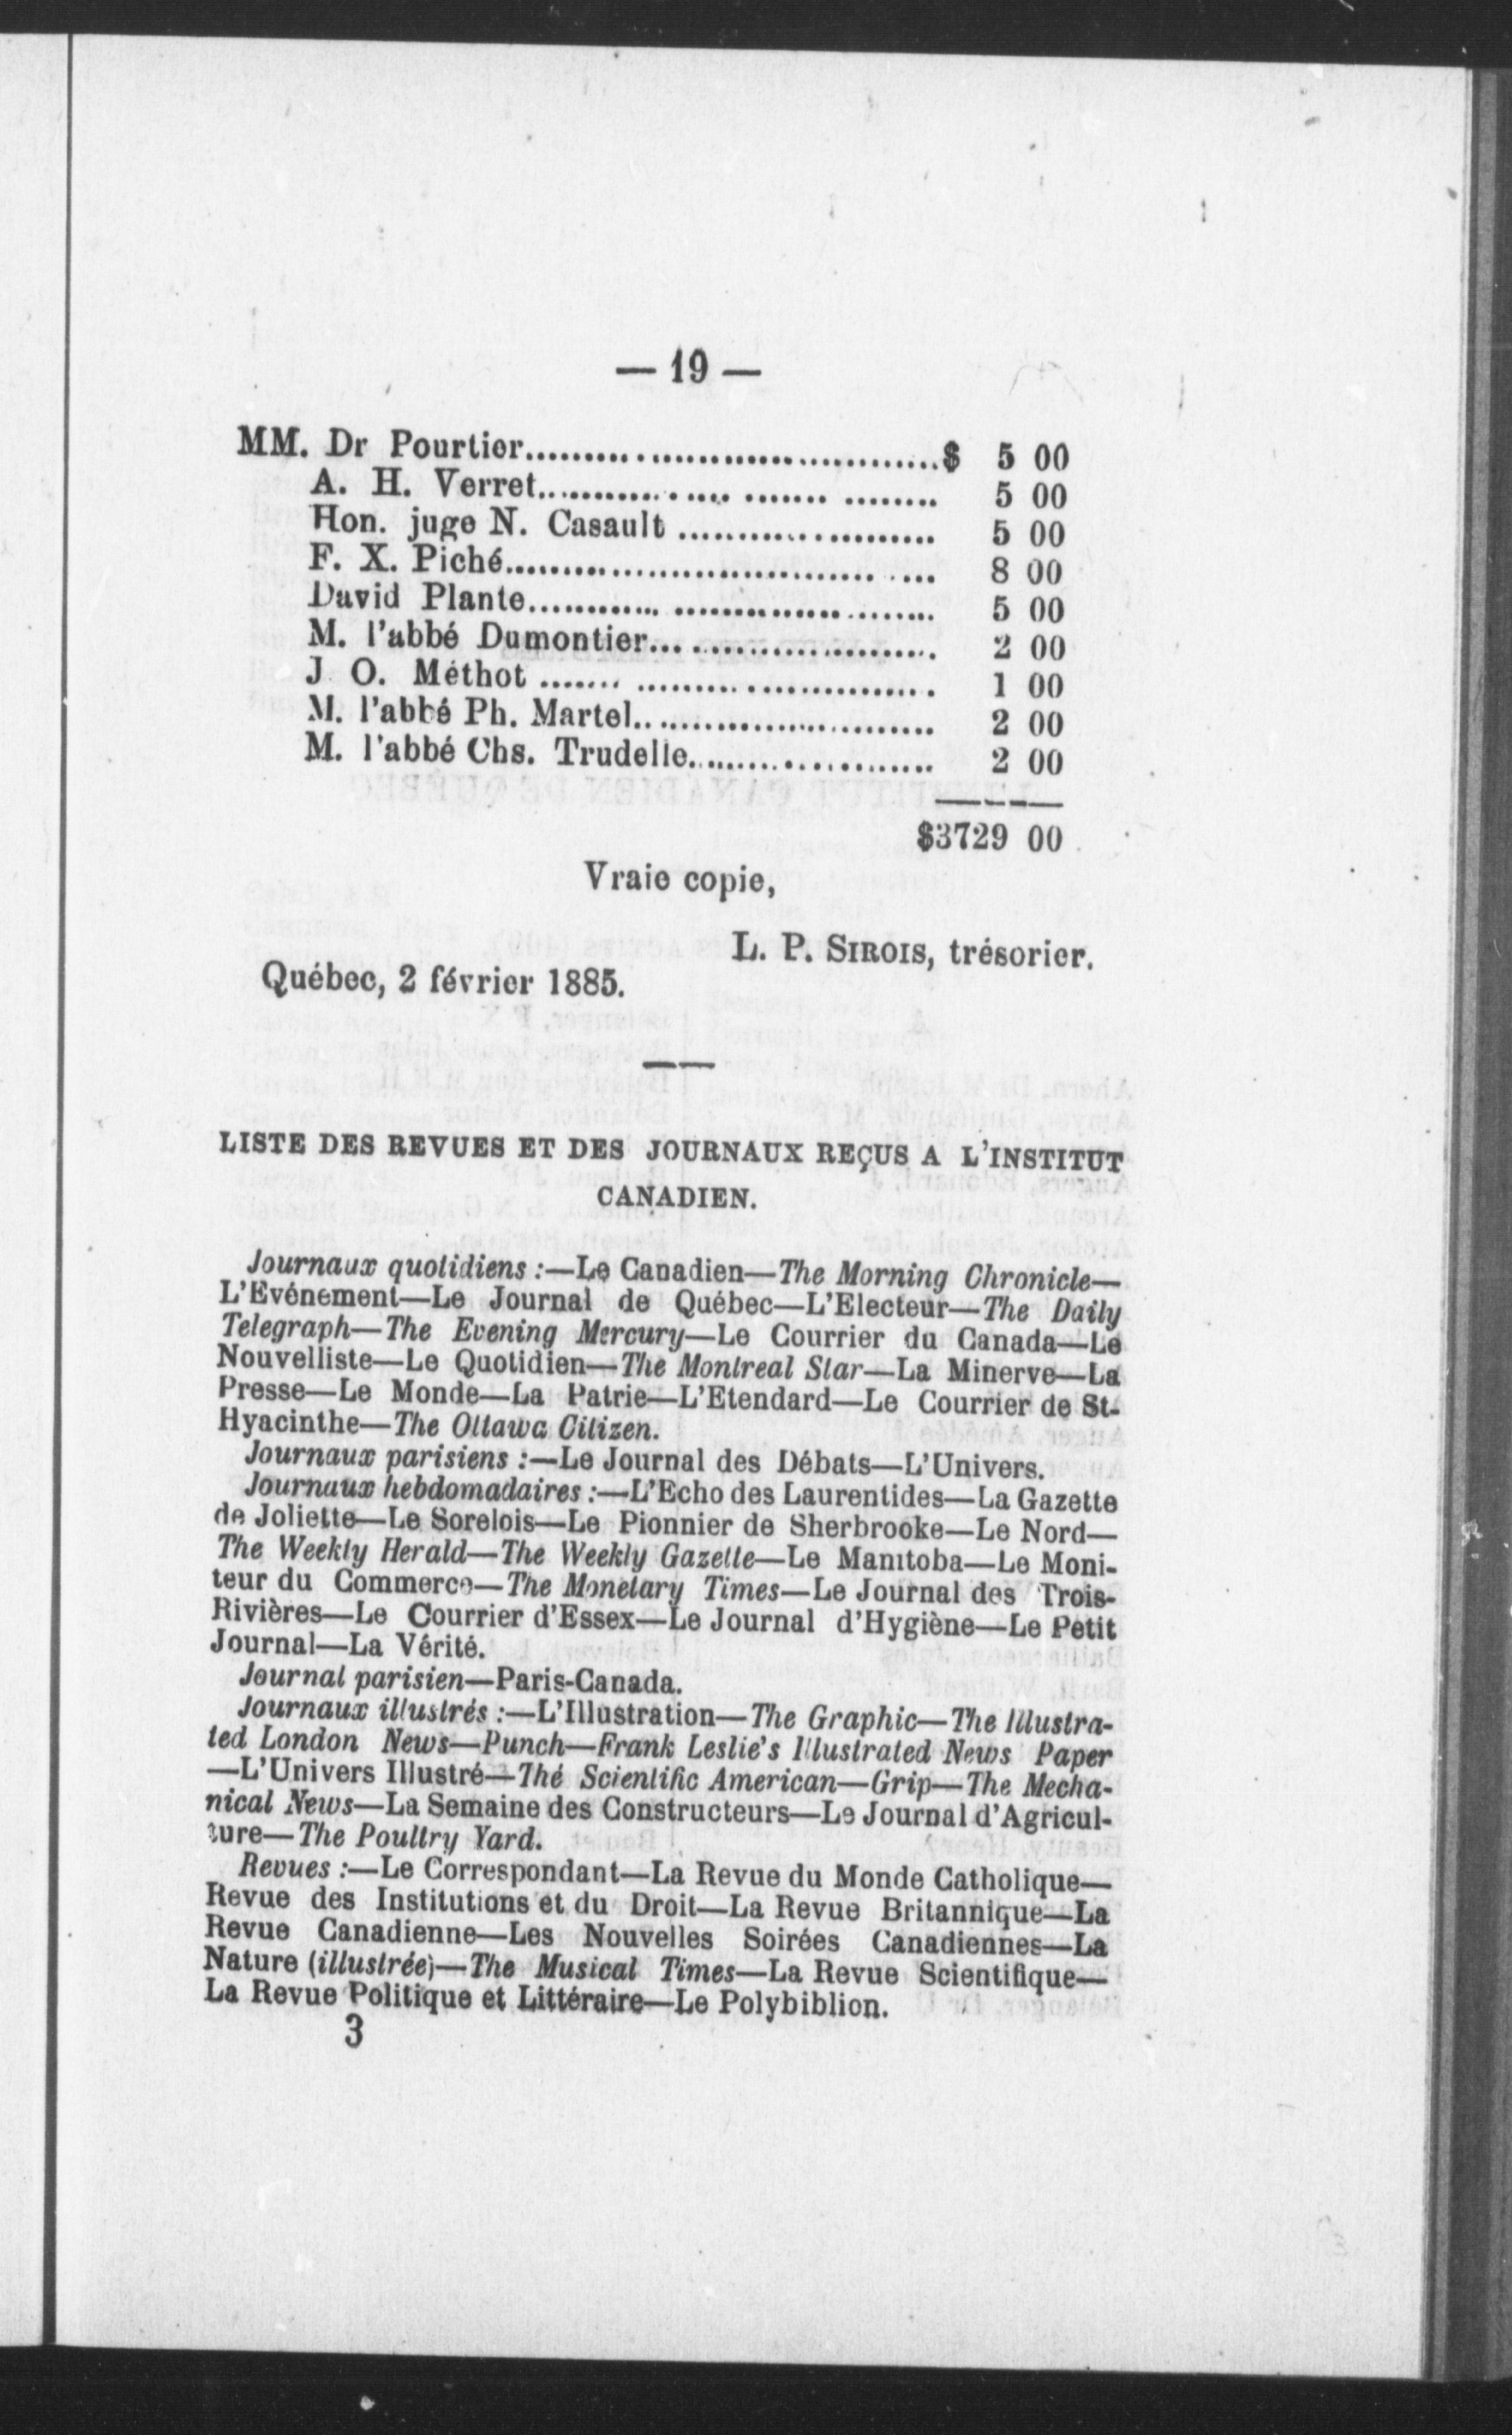 — 19 —
MM. Dr Pourtier........................................$ 5 00
A. H. Verret........................................ 5 00
Hon. juge N. Casault ...................... 5 00
F. X. Piché........................................ 8 00
David Plante........................................ 5 00
M. l'abbé Dumontier........................... 2 00
J. O. Méthot ........................................ 1 00
M. l'abbé Ph. Martel........................... 2 00
M. l'abbé Chs. Trudelle...................... 2 00
$3729 00
Vraie copie,
L. P. SIROIS, trésorier.
Québec, 2 février 1885.
LISTE DES REVUES ET DES JOURNAUX REÇUS A L'INSTITUT
CANADIEN.
Journaux quotidiens :—Le Canadien—The Morning Chronicle—
L'Evénement—Le Journal de Québec—L'Electeur—The Daily
Telegraph—The Evening Mercury—Le Courrier du Canada—Le
Nouvelliste—Le Quotidien—The Montreal Star—La Minerve—La
Presse—Le Monde—La Patrie—L'Etendard—Le Courrier de St-
Hyacinthe—The Ottawa Citizen.
Journaux parisiens :—Le Journal des Débats—L'Univers.
Journaux hebdomadaires :—L'Echo des Laurentides—La Gazette
de Joliette—Le Sorelois—Le Pionnier de Sherbrooke—Le Nord—
The Weekly Herald—The Weekly Gazette—Le Manitoba—Le Moni-
teur du Commerce—The Monetary Times—Le Journal des Trois-
Rivières—Le Courrier d'Essex—Le Journal d'Hygiène—Le Petit
Journal—La Vérité.
Journal parisien—Paris-Canada.
Journaux illustrés :—L'Illustration—The Graphic—The Illustra-
ted London News—Punch—Frank Leslie's Illustrated News Paper
—L'Univers Illustré—Thé Scientific American—Grip—The Mecha-
nical News—La Semaine des Constructeurs—Le Journal d'Agricul-
ture—The Poultry Yard.
Revues :—Le Correspondant—La Revue du Monde Catholique—
Revue des Institutions et du Droit—La Revue Britannique—La
Revue Canadienne—Les Nouvelles Soirées Canadiennes—La
Nature (illustrée)—The Musical Times—La Revue Scientifique—
La Revue Politique et Littéraire—Le Polybiblion.
3